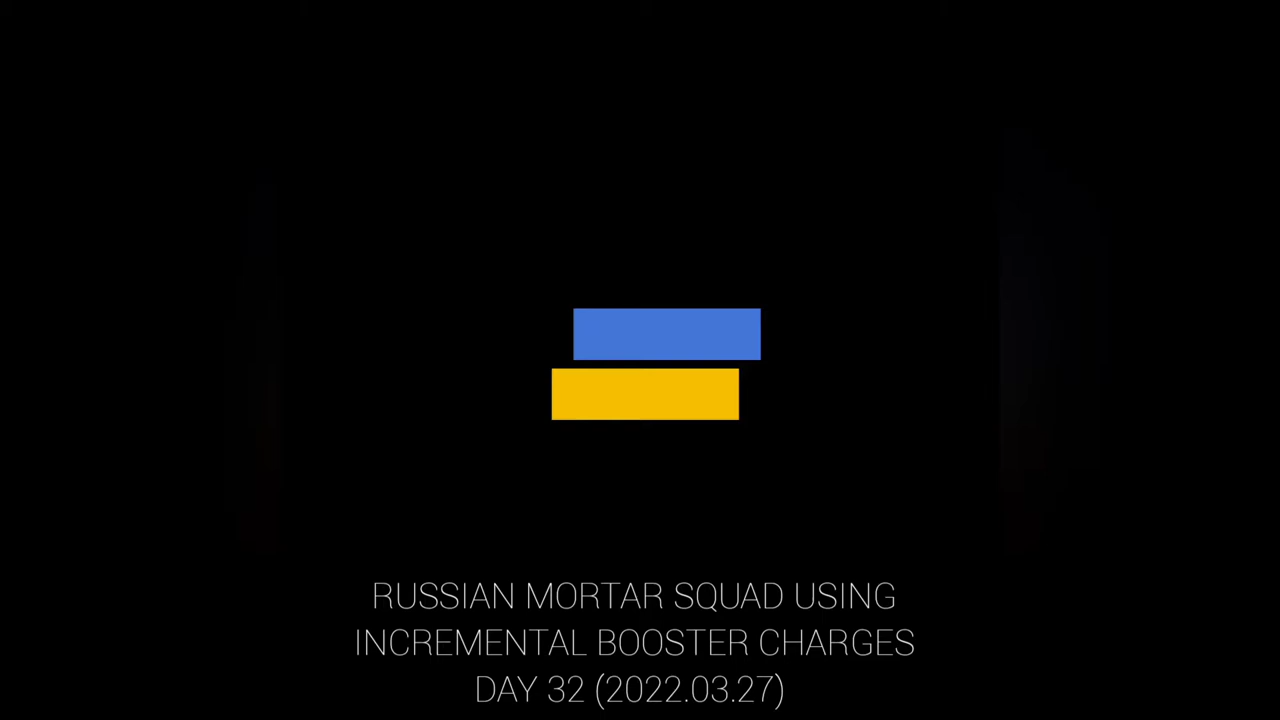 RUSSIAN MORTAR SQUAD USING
INCREMENTAL BOOSTER CHARGES
DAY 32 (2022.03.27)